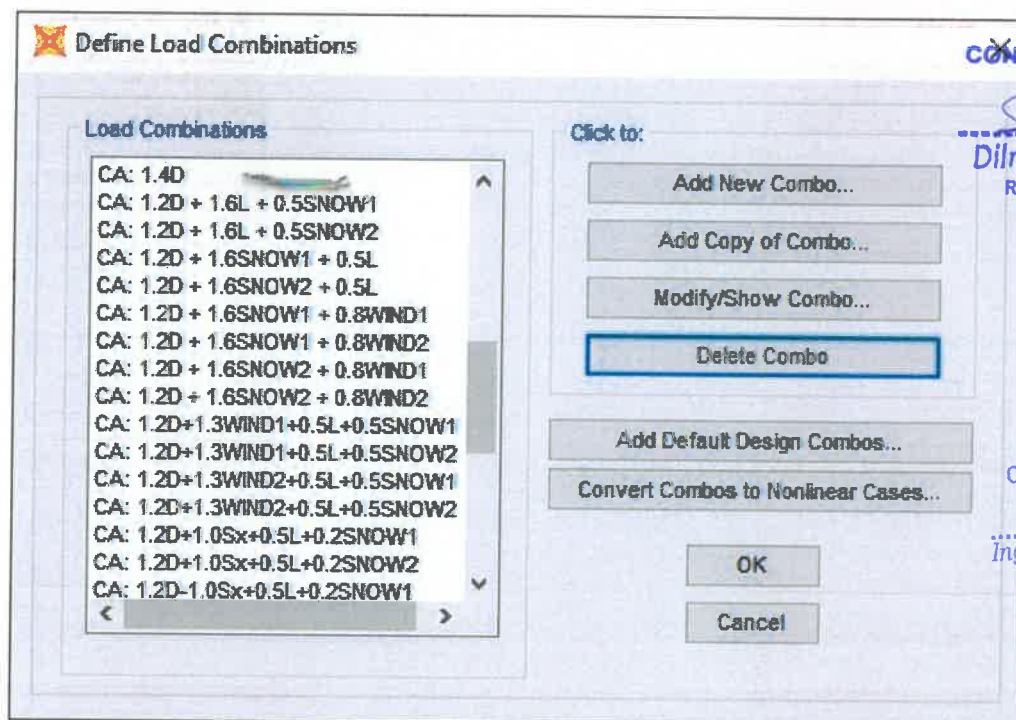 Define Load Combinations
Load Combinations
CA: 1.4D
CA: 1.2D + 1.6L + 0.5SNOW1
CA: 1.2D + 1.6L + 0.5SNOW2
CA: 1.2D + 1.6SNOW1 + 0.5L
CA: 1.2D + 1.6SNOW2 + 0.5L
CA: 1.2D + 1.6SNOW1 + 0.8WIND1
CA: 1.2D + 1.6SNOW1 + 0.8WIND2
CA: 1.2D + 1.6SNOW2 + 0.8WIND1
CA: 1.2D + 1.6SNOW2 + 0.8WIND2
CA: 1.2D+1.3WIND1+0.5L+0.5SNOW1
CA: 1.2D+1.3WIND1+0.5L+0.5SNOW2
CA: 1.2D+1.3WIND2+0.5L+0.5SNOW1
CA: 1.2D+1.3WIND2+0.5L+0.5SNOW2
CA: 1.2D+1.0Sx+0.5L+0.2SNOW1
CA: 1.2D+1.0Sx+0.5L+0.2SNOW2
CA: 1.2D-1.0Sx+0.5L+0.2SNOW1
Click to:
Add New Combo...
Add Copy of Combo...
Modify/Show Combo...
Delete Combo
Add Default Design Combos...
Convert Combos to Nonlinear Cases...
OK
Cancel